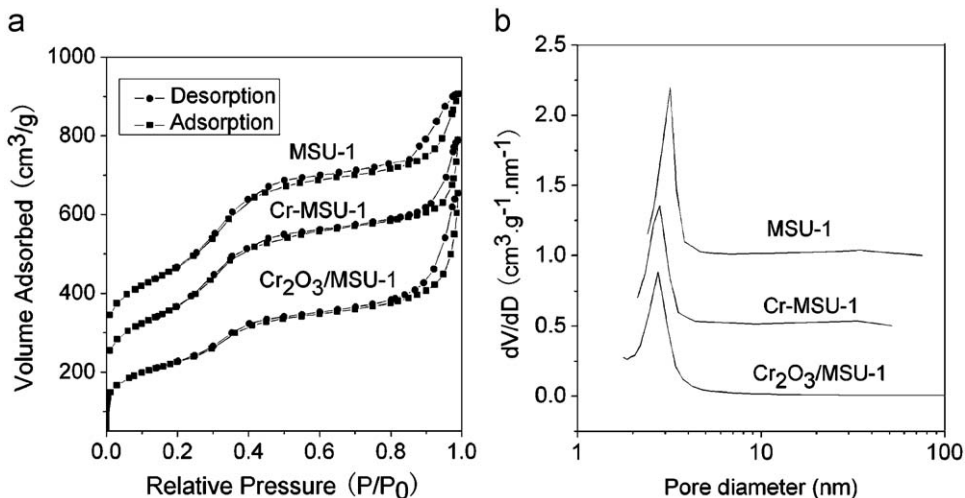 a
1000
800
600
400
200
0.0 0.2 0.4 0.6 0.8 1.0
Volume Adsorbed (cm³/g)
Relative Pressure (P/P₀)
Desorption
Adsorption
MSU-1
Cr-MSU-1
Cr₂O₃/MSU-1
b
2.5
2.0
1.5
1.0
0.5
0.0
1 10 100
dV/dD (cm³.g⁻¹.nm⁻¹)
Pore diameter (nm)
MSU-1
Cr-MSU-1
Cr₂O₃/MSU-1